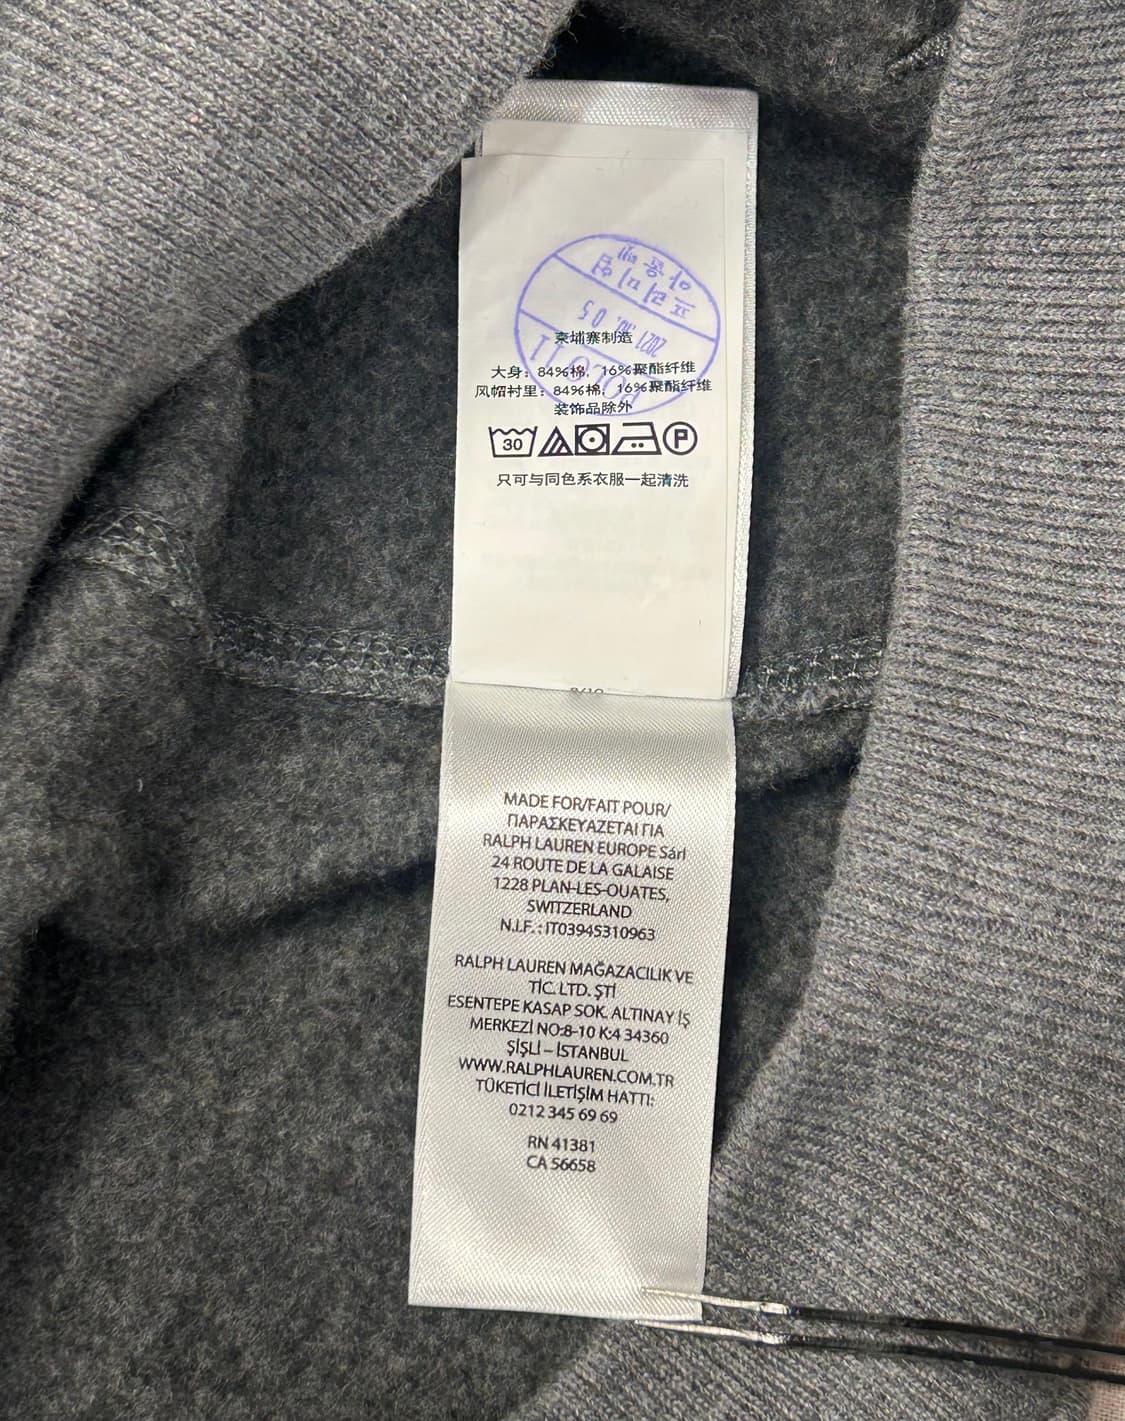 2021. 10. 0 5
柬埔寨制造
大身：84%棉，16%聚酯纤维
风帽衬里：84%棉，16%聚酯纤维
装饰品除外
30
P
只可与同色系衣服一起清洗
MADE FOR/FAIT POUR/
ΠΑΡΑΣΚΕΥΑΖΕΤΑΙ ΓΙΑ
RALPH LAUREN EUROPE Sárl
24 ROUTE DE LA GALAISE
1228 PLAN-LES-OUATES,
SWITZERLAND
N.I.F. : IT03945310963
RALPH LAUREN MAĞAZACILIK VE
TİC. LTD. ŞTİ
ESENTEPE KASAP SOK. ALTINAY İŞ
MERKEZİ NO:8-10 K:4 34360
ŞİŞLİ – İSTANBUL
WWW.RALPHLAUREN.COM.TR
TÜKETİCİ İLETİŞİM HATTI:
0212 345 69 69
RN 41381
CA 56658